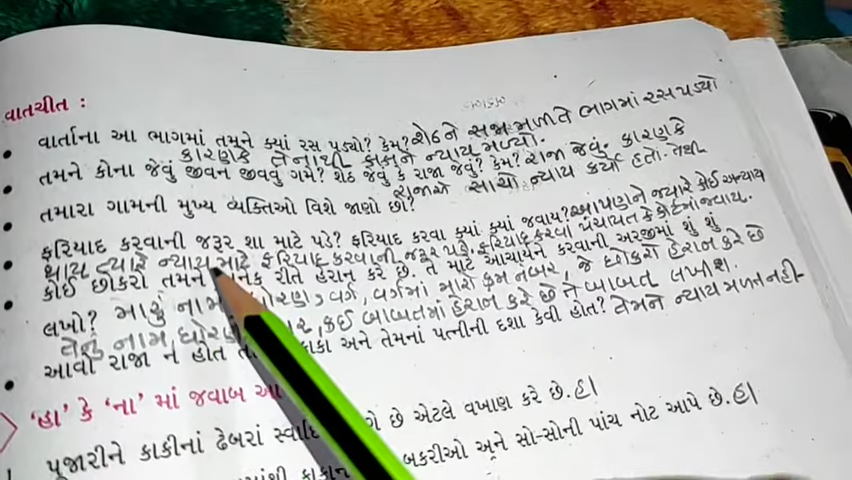 વાતચીત :
વાર્તાના આ ભાગમાં તમને ક્યાં રસ પડ્યો? કેમ? શેઠને સજા મળી તે ભાગમાં રસ પડ્યો
કારણકે તેનાથી કાકાને ન્યાય મળ્યો.
તમને કોના જેવું જીવન જીવવું ગમે? શેઠ જેવું કે રાજા જેવું? કેમ? રાજા જેવું. કારણ કે
રાજાએ સાચો ન્યાય કર્યો હતો. તેથી
તમારા ગામની મુખ્ય વ્યક્તિઓ વિશે જાણો છો?
ફરિયાદ કરવાની જરૂર શા માટે પડે? ફરિયાદ કરવા ક્યાં ક્યાં જવાય? આપણને જ્યારે કોઈ અન્યાય
થાય ત્યારે ન્યાય માટે ફરિયાદ કરવાની જરૂર પડે. ફરિયાદ કરવા પંચાયત કે કોર્ટમાં જવાય.
કોઈ છોકરો તમને અનેક રીતે હેરાન કરે છે. તે માટે આચાર્યને કરવાની અરજીમાં શું શું
લખો? મારું નામ ધોરણ, વર્ગ, વર્ગમાં મારો ક્રમ નંબર, જે છોકરો હેરાન કરે છે
તેનું નામ, ધોરણ, કઈ બાબતમાં હેરાન કરે છે તે બાબત લખીશ.
આવો રાજા ન હોત કાકા અને તેમનાં પત્નીની દશા કેવી હોત? તેમને ન્યાય મળત નહી
'હા' કે 'ના' માં જવાબ આ
પૂજારીને કાકીનાં ઢેબરાં છે એટલે વખાણ કરે છે. હા
બકરીઓ અને સો-સોની પાંચ નોટ આપે છે. હા